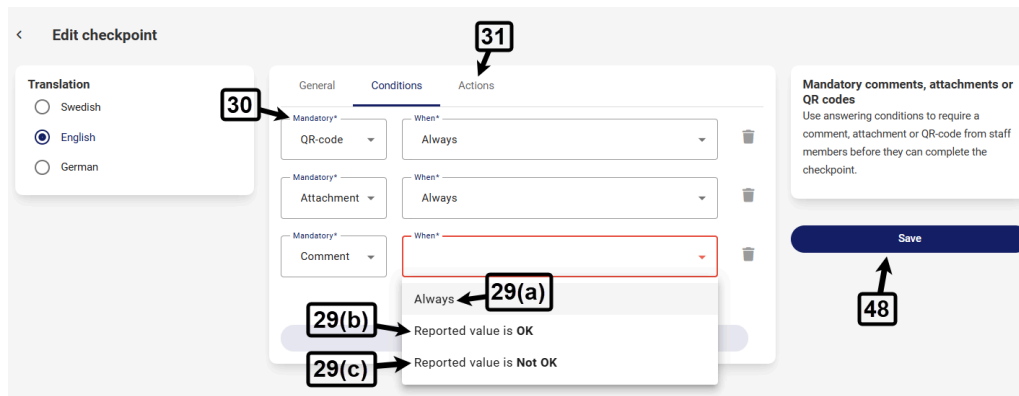 Edit checkpoint
31
Translation
Swedish
English
German
General Conditions Actions
30
Mandatory*
QR-code
When*
Always
Mandatory*
Attachment
When*
Always
Mandatory*
Comment
When*
Always
29(a)
29(b)
Reported value is OK
29(c)
Reported value is Not OK
Mandatory comments, attachments or
QR codes
Use answering conditions to require a
comment, attachment or QR-code from staff
members before they can complete the
checkpoint.
Save
48